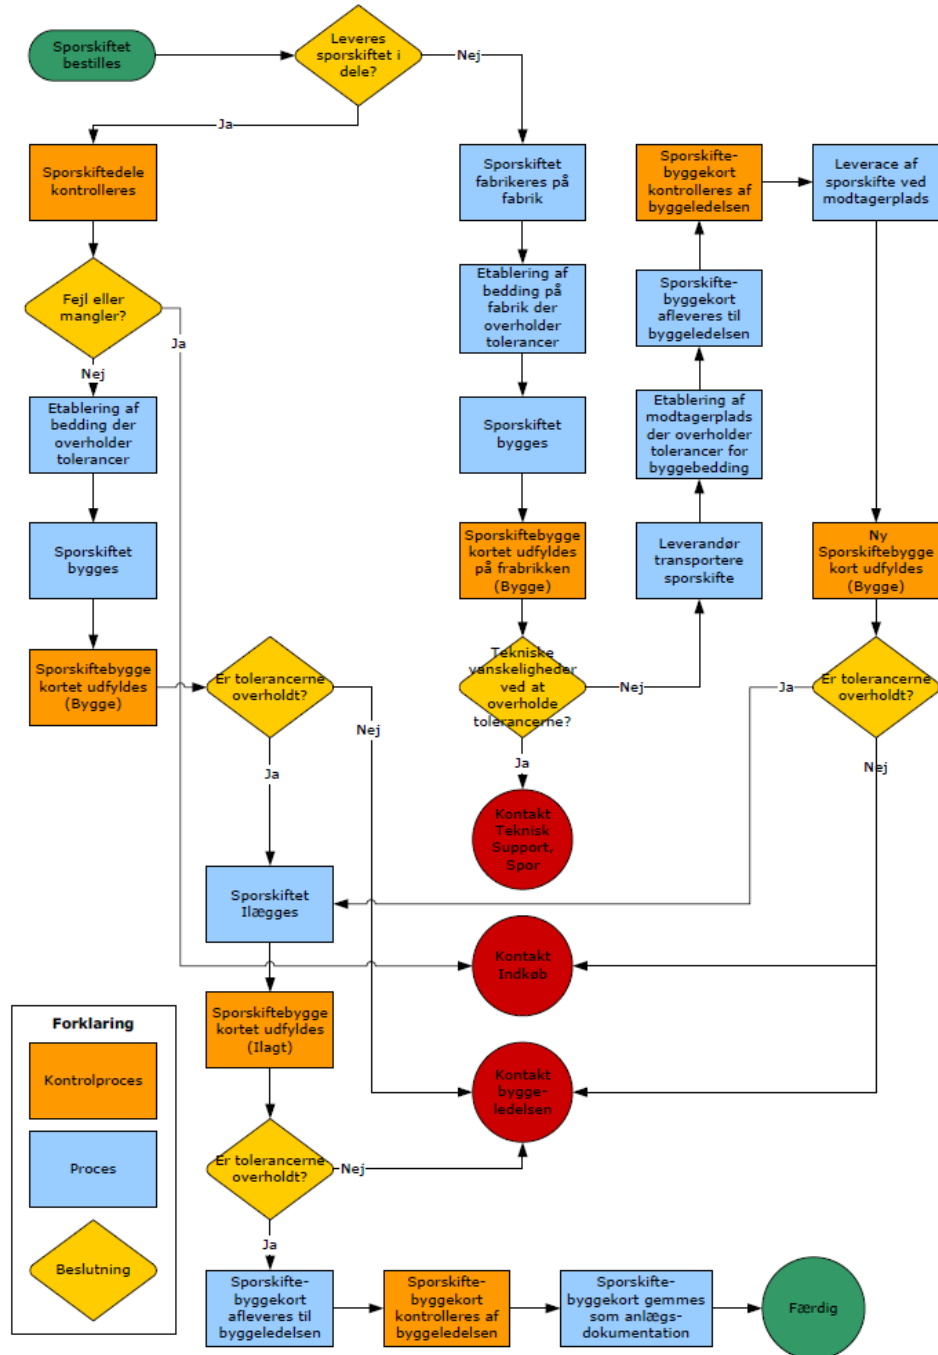 Sporskiftet
bestilles
Leveres
sporskiftet i
dele?
Nej
Ja
Sporskiftedele
kontrolleres
Sporskiftet
fabrikeres på
fabrik
Sporskifte-
byggekort
kontrolleres af
byggeledelsen
Leverace af
sporskifte ved
modtagerplads
Fejl eller
mangler?
Ja
Nej
Etablering af
bedding på
fabrik der
overholder
tolerancer
Sporskifte-
byggekort
afleveres til
byggeledelsen
Etablering af
bedding der
overholder
tolerancer
Sporskiftet
bygges
Etablering af
modtagerplads
der overholder
tolerancer for
byggebedding
Sporskiftet
bygges
Sporskiftebygge
kortet udfyldes
på frabrikken
(Bygge)
Leverandør
transportere
sporskifte
Ny
Sporskiftebygge
kort udfyldes
(Bygge)
Sporskiftebygge
kortet udfyldes
(Bygge)
Er tolerancerne
overholdt?
Nej
Ja
Tekniske
vanskeligheder
ved at
overholde
tolerancerne?
Nej
Ja
Er tolerancerne
overholdt?
Ja
Nej
Kontakt
Teknisk
Support,
Spor
Sporskiftet
Ilægges
Kontakt
Indkøb
Sporskiftebygge
kortet udfyldes
(Ilagt)
Kontakt
bygge-
ledelsen
Er tolerancerne
overholdt?
Nej
Ja
Sporskifte-
byggekort
afleveres til
byggeledelsen
Sporskifte-
byggekort
kontrolleres af
byggeledelsen
Sporskifte-
byggekort gemmes
som anlægs-
dokumentation
Færdig
Forklaring
Kontrolproces
Proces
Beslutning